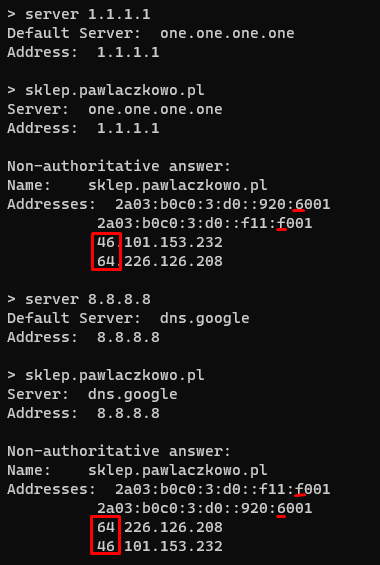 > server 1.1.1.1
Default Server:  one.one.one.one
Address:  1.1.1.1
> sklep.pawlaczkowo.pl
Server:  one.one.one.one
Address:  1.1.1.1
Non-authoritative answer:
Name:    sklep.pawlaczkowo.pl
Addresses:  2a03:b0c0:3:d0::920:6001
2a03:b0c0:3:d0::f11:f001
46.101.153.232
64.226.126.208
> server 8.8.8.8
Default Server:  dns.google
Address:  8.8.8.8
> sklep.pawlaczkowo.pl
Server:  dns.google
Address:  8.8.8.8
Non-authoritative answer:
Name:    sklep.pawlaczkowo.pl
Addresses:  2a03:b0c0:3:d0::f11:f001
2a03:b0c0:3:d0::920:6001
64.226.126.208
46.101.153.232